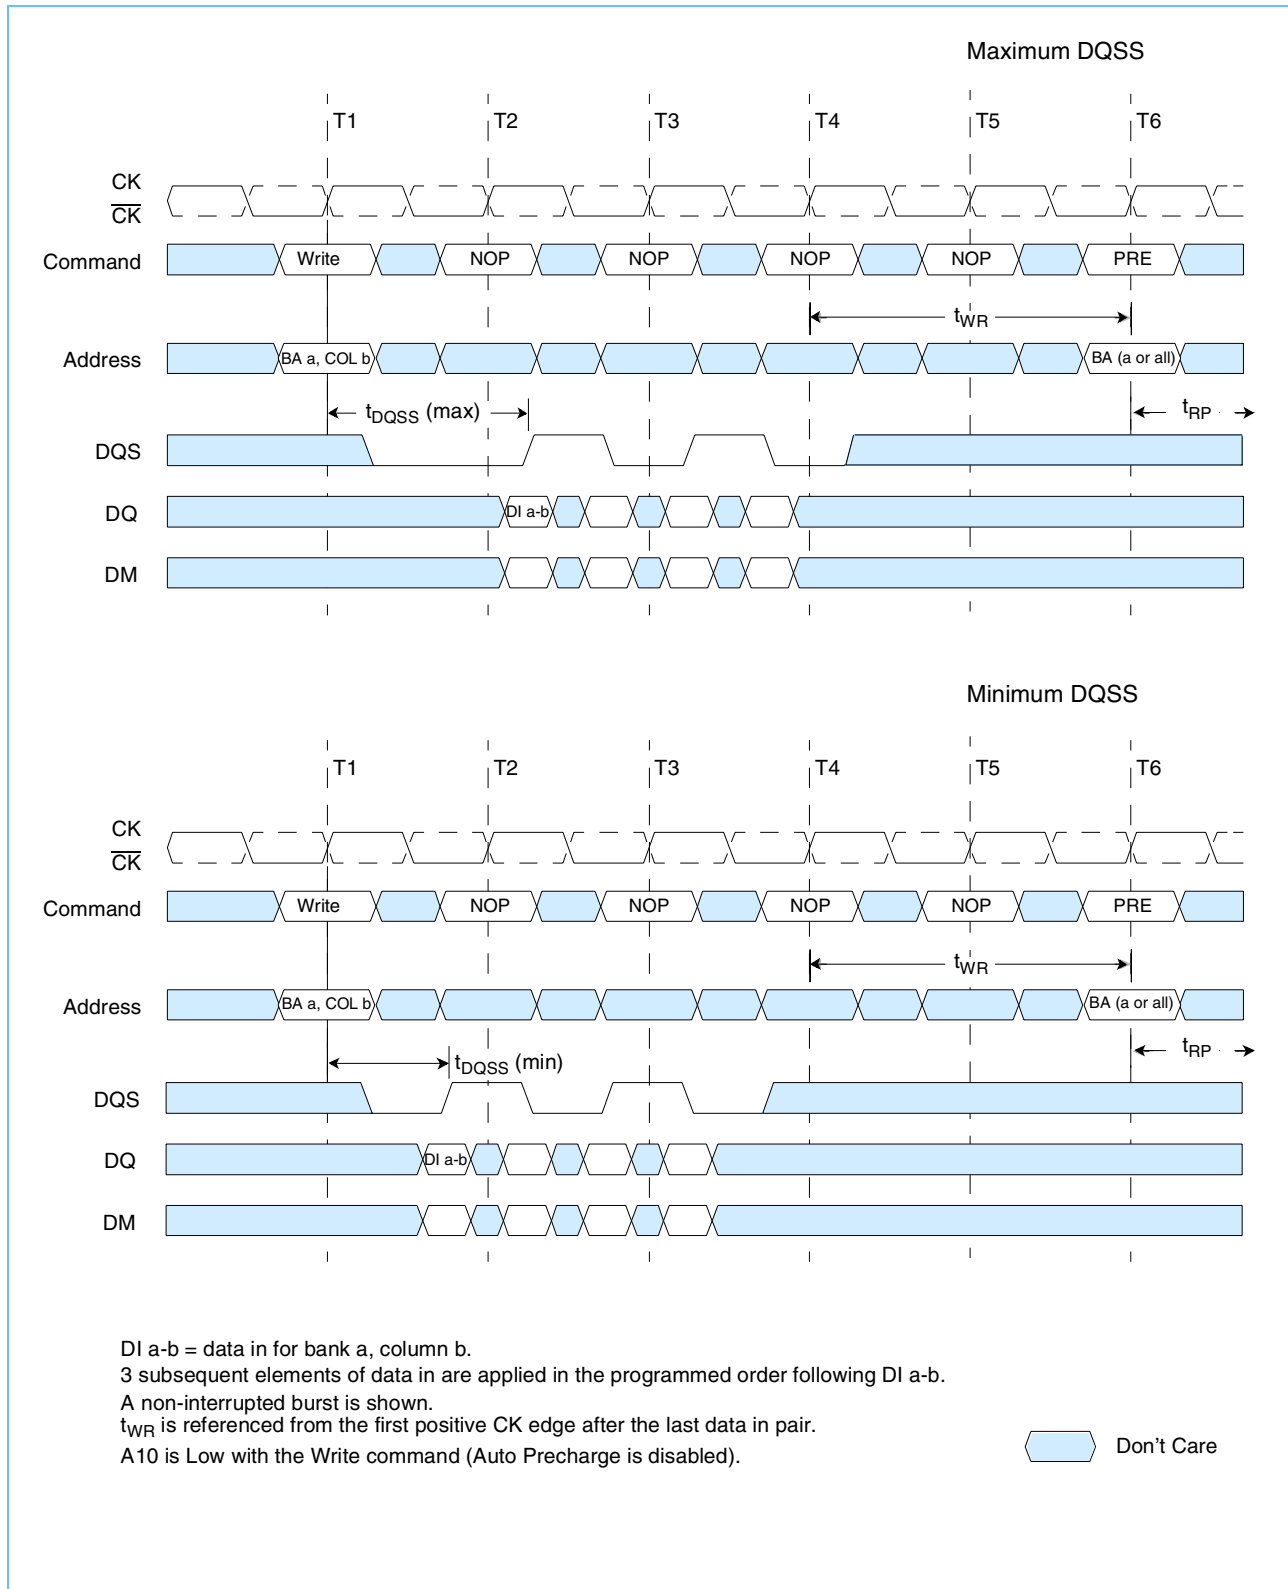 Maximum DQSS
T1 T2 T3 T4 T5 T6
CK
CK
Command Write NOP NOP NOP NOP PRE
tWR
Address BA a, COL b BA (a or all)
tDQSS (max) tRP
DQS
DQ DI a-b
DM
Minimum DQSS
T1 T2 T3 T4 T5 T6
CK
CK
Command Write NOP NOP NOP NOP PRE
tWR
Address BA a, COL b BA (a or all)
tDQSS (min) tRP
DQS
DQ DI a-b
DM
DI a-b = data in for bank a, column b.
3 subsequent elements of data in are applied in the programmed order following DI a-b.
A non-interrupted burst is shown.
tWR is referenced from the first positive CK edge after the last data in pair.
A10 is Low with the Write command (Auto Precharge is disabled).
Don't Care